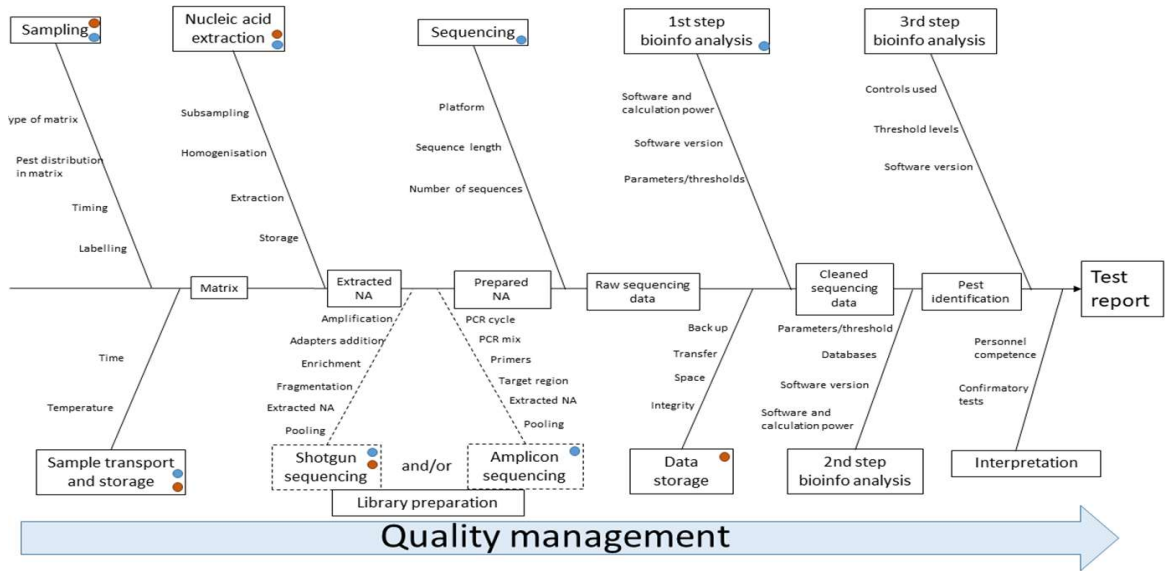 Sampling
Nucleic acid
extraction
Sequencing
1st step
bioinfo analysis
3rd step
bioinfo analysis
ype of matrix
Pest distribution
in matrix
Timing
Labelling
Subsampling
Homogenisation
Extraction
Storage
Platform
Sequence length
Number of sequences
Software and
calculation power
Software version
Parameters/thresholds
Controls used
Threshold levels
Software version
Matrix
Extracted
NA
Prepared
NA
Raw sequencing
data
Cleaned
sequencing
data
Pest
identification
Test
report
Time
Temperature
Amplification
Adapters addition
Enrichment
Fragmentation
Extracted NA
Pooling
PCR cycle
PCR mix
Primers
Target region
Extracted NA
Pooling
Back up
Transfer
Space
Integrity
Parameters/threshold
Databases
Software version
Software and
calculation power
Personnel
competence
Confirmatory
tests
Sample transport
and storage
Shotgun
sequencing
and/or
Amplicon
sequencing
Library preparation
Data
storage
2nd step
bioinfo analysis
Interpretation
Quality management